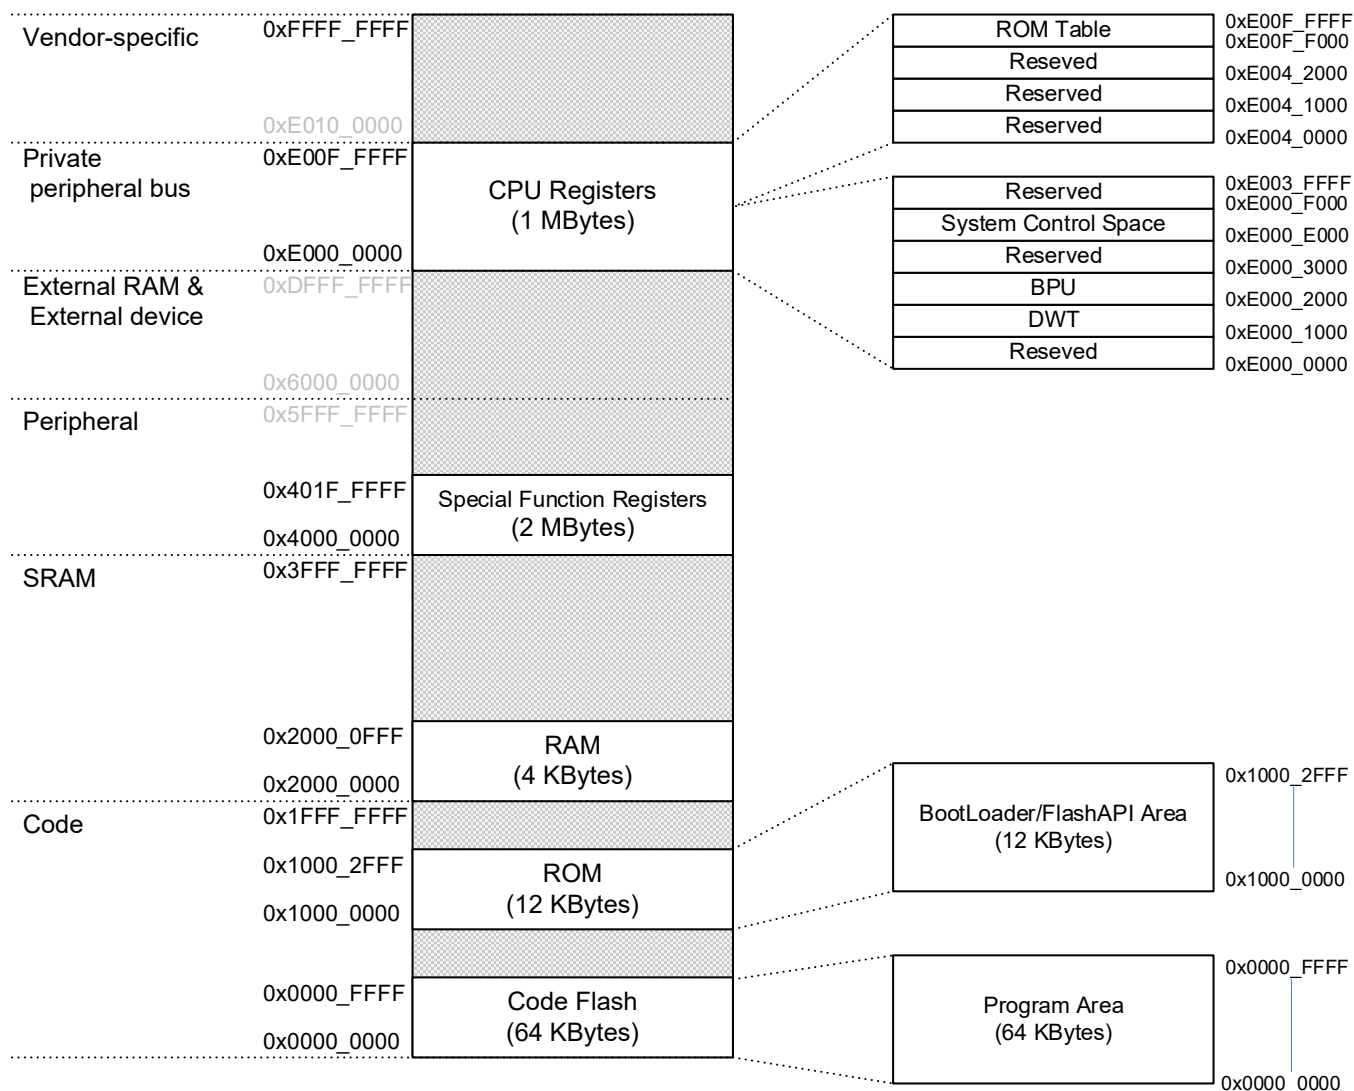 Vendor-specific
0xFFFF_FFFF
0xE010_0000
Private
peripheral bus
0xE00F_FFFF
CPU Registers
(1 MBytes)
0xE000_0000
External RAM &
External device
0xDFFF_FFFF
0x6000_0000
Peripheral
0x5FFF_FFFF
0x401F_FFFF
Special Function Registers
(2 MBytes)
0x4000_0000
SRAM
0x3FFF_FFFF
0x2000_0FFF
RAM
(4 KBytes)
0x2000_0000
Code
0x1FFF_FFFF
0x1000_2FFF
ROM
(12 KBytes)
0x1000_0000
0x0000_FFFF
Code Flash
(64 KBytes)
0x0000_0000
ROM Table
0xE00F_FFFF
0xE00F_F000
Reseved
0xE004_2000
Reserved
0xE004_1000
Reserved
0xE004_0000
Reserved
0xE003_FFFF
0xE000_F000
System Control Space
0xE000_E000
Reserved
0xE000_3000
BPU
0xE000_2000
DWT
0xE000_1000
Reseved
0xE000_0000
0x1000_2FFF
BootLoader/FlashAPI Area
(12 KBytes)
0x1000_0000
0x0000_FFFF
Program Area
(64 KBytes)
0x0000_0000